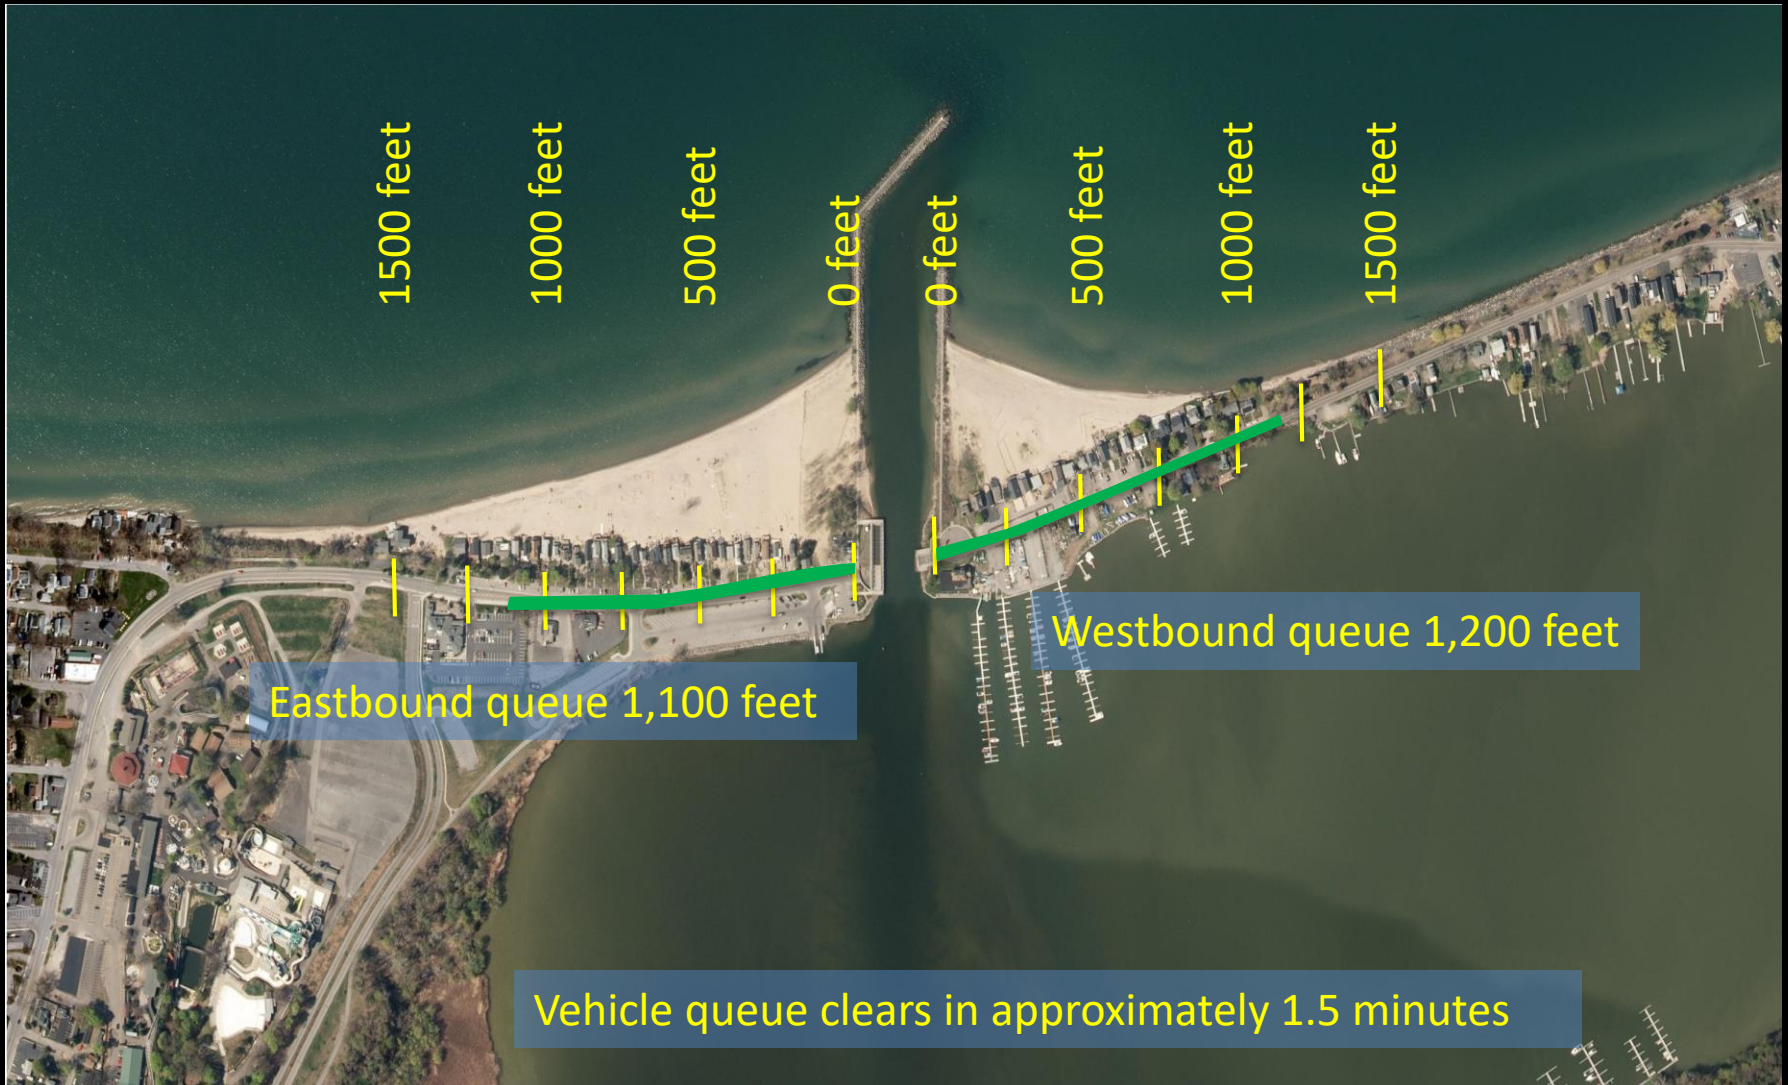 1500 feet
1000 feet
500 feet
0 feet
0 feet
500 feet
1000 feet
1500 feet
Westbound queue 1,200 feet
Eastbound queue 1,100 feet
Vehicle queue clears in approximately 1.5 minutes